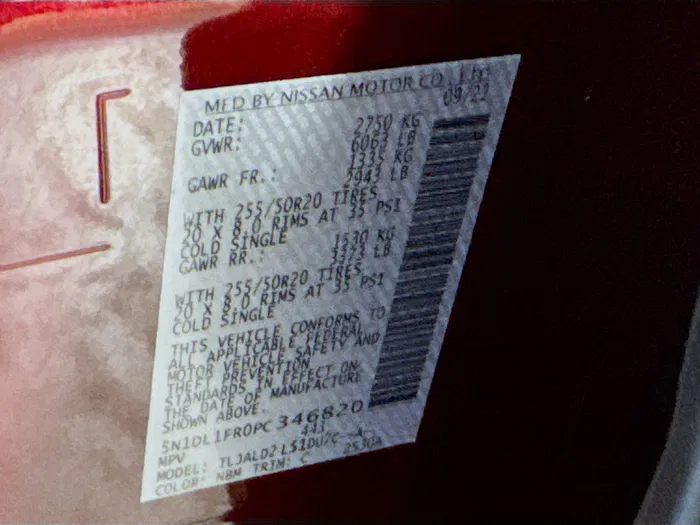 MFD BY NISSAN MOTOR CO., LTD
DATE: 09/22
GVWR: 2750 KG
6063 LB
GAWR FR.: 1335 KG
2943 LB
WITH 255/50R20 TIRES
20 X 8.0 RIMS AT 35 PSI
COLD SINGLE
GAWR RR.: 1530 KG
3373 LB
WITH 255/50R20 TIRES
20 X 8.0 RIMS AT 35 PSI
COLD SINGLE
THIS VEHICLE CONFORMS TO
ALL APPLICABLE FEDERAL
MOTOR VEHICLE SAFETY AND
THEFT PREVENTION
STANDARDS IN EFFECT ON
THE DATE OF MANUFACTURE
SHOWN ABOVE.
5N1DL1FR0PC346820
MPV 443
MODEL: TLJALD2
COLOR: NBM TRIM: C 2530A